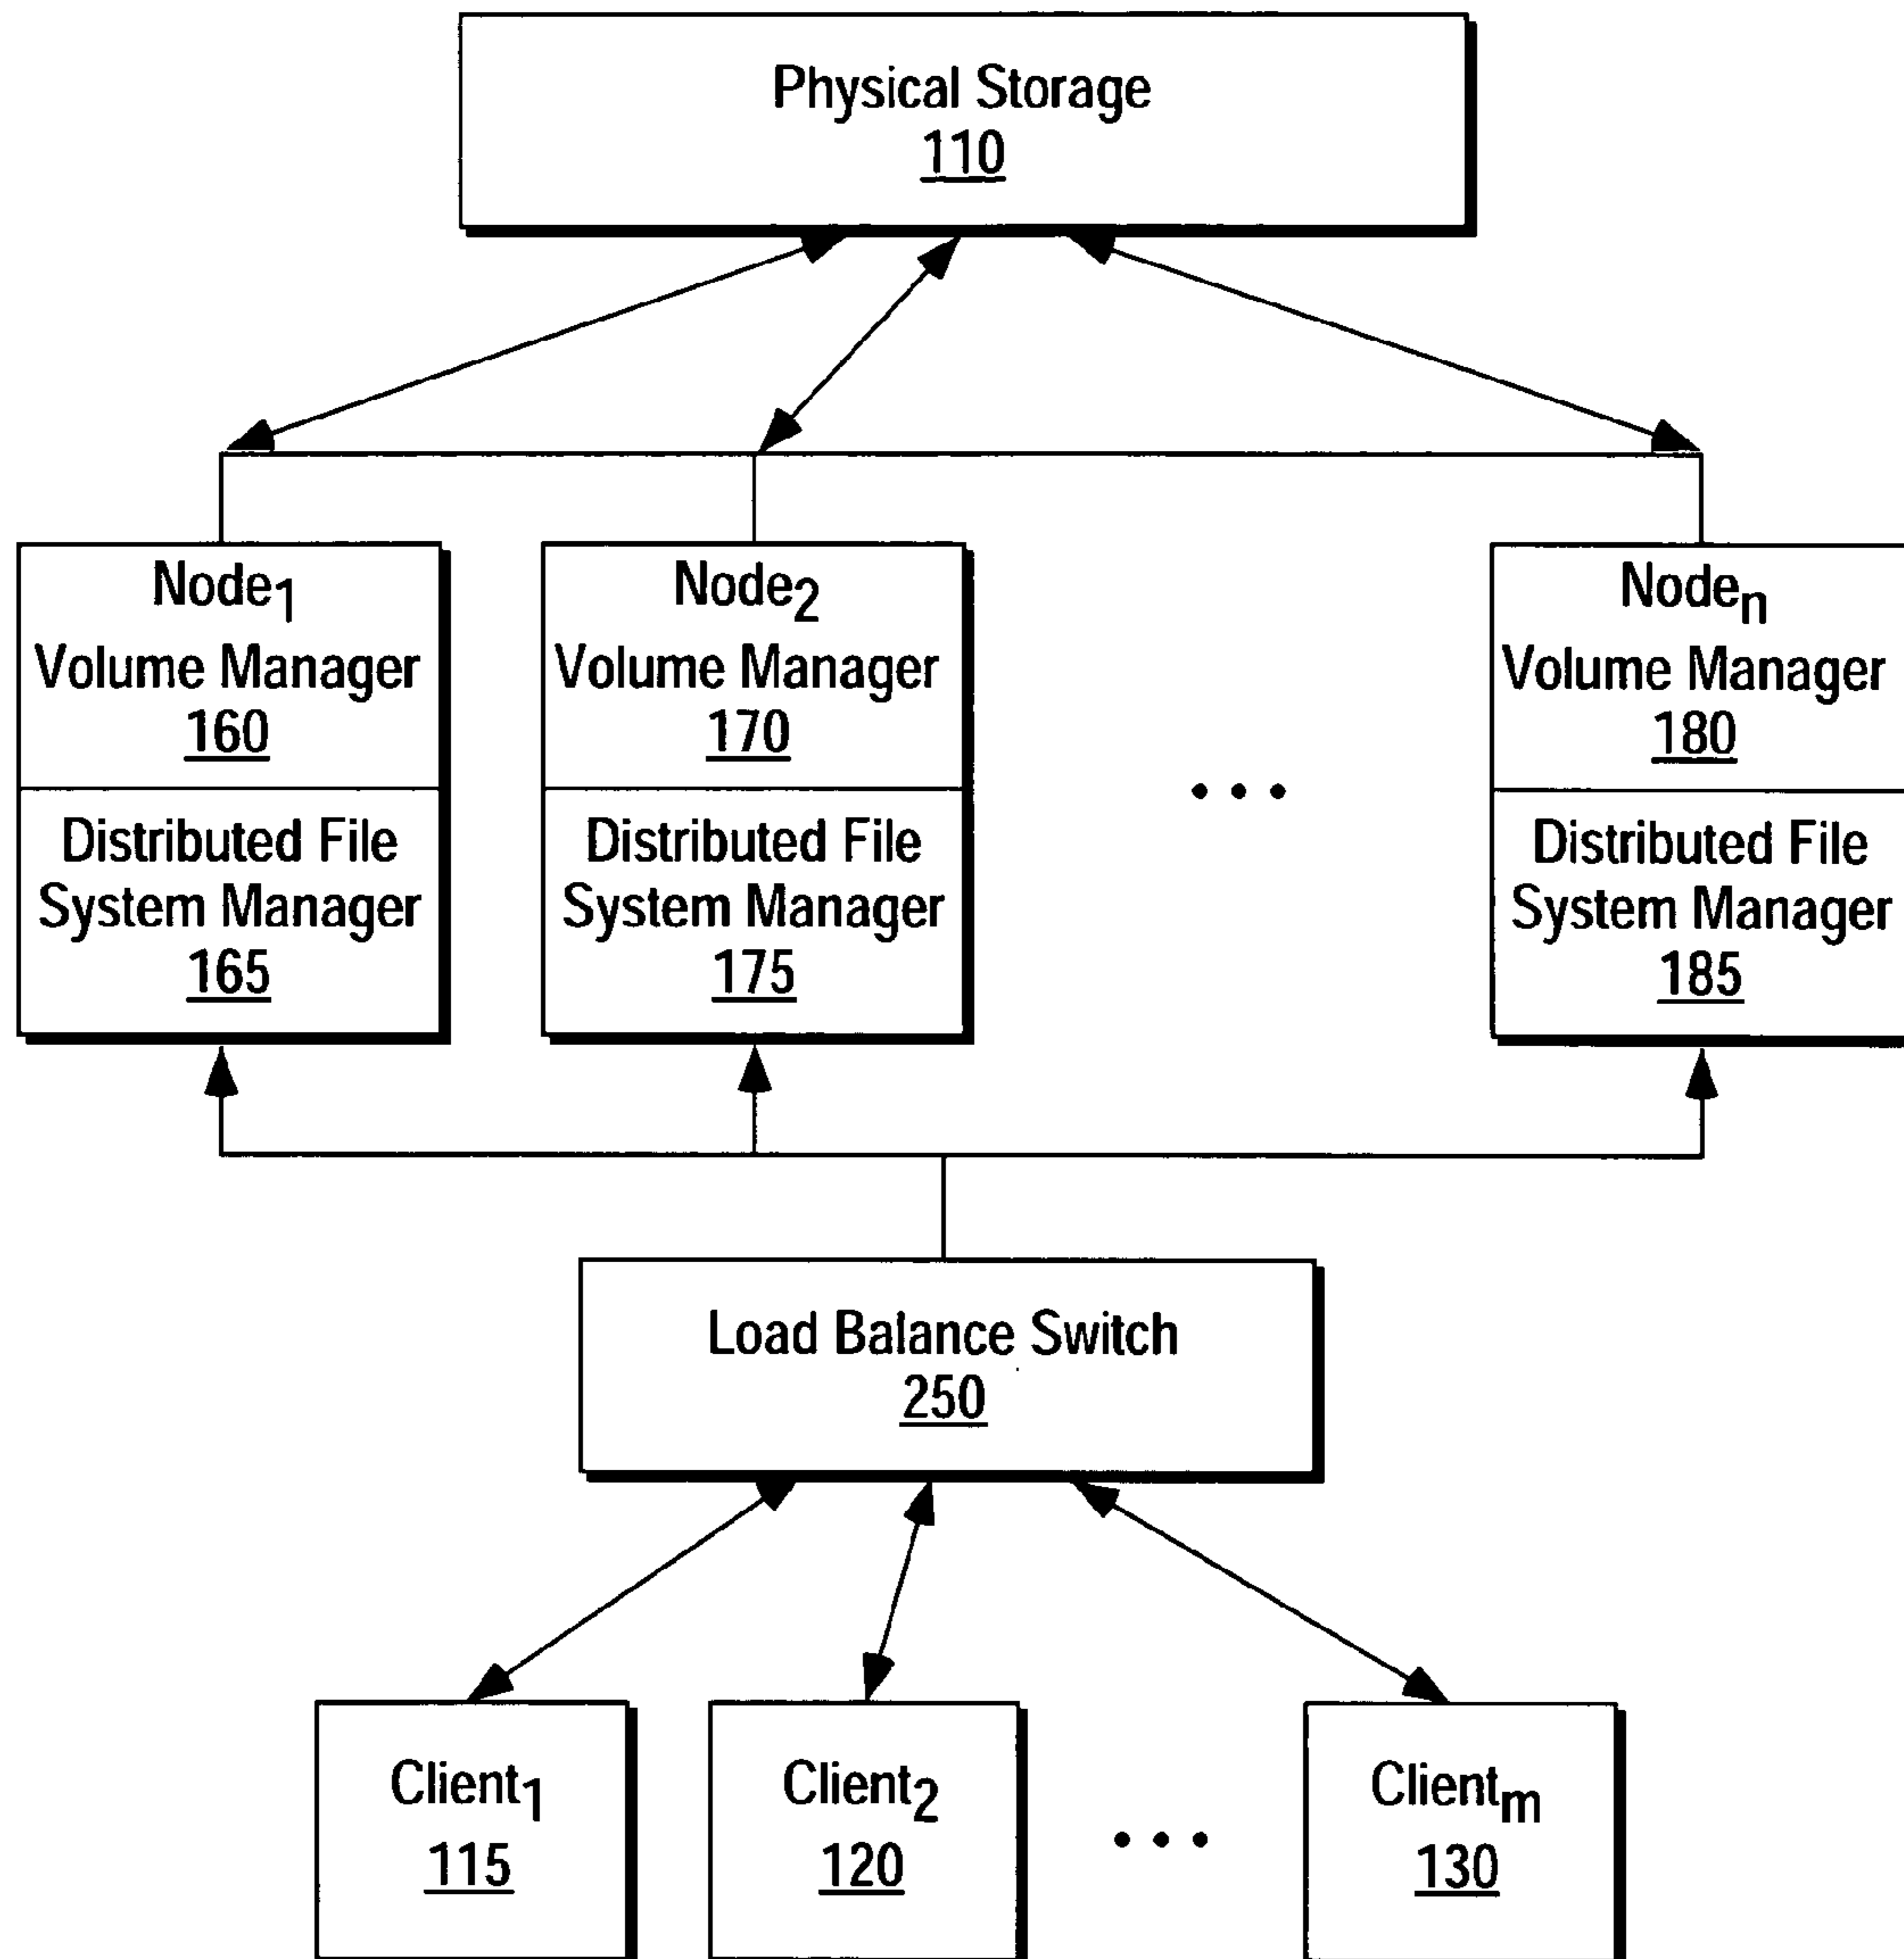 Physical Storage
110
Node1
Volume Manager
160
Distributed File
System Manager
165
Node2
Volume Manager
170
Distributed File
System Manager
175
• • •
Noden
Volume Manager
180
Distributed File
System Manager
185
Load Balance Switch
250
Client1
115
Client2
120
• • •
Clientm
130